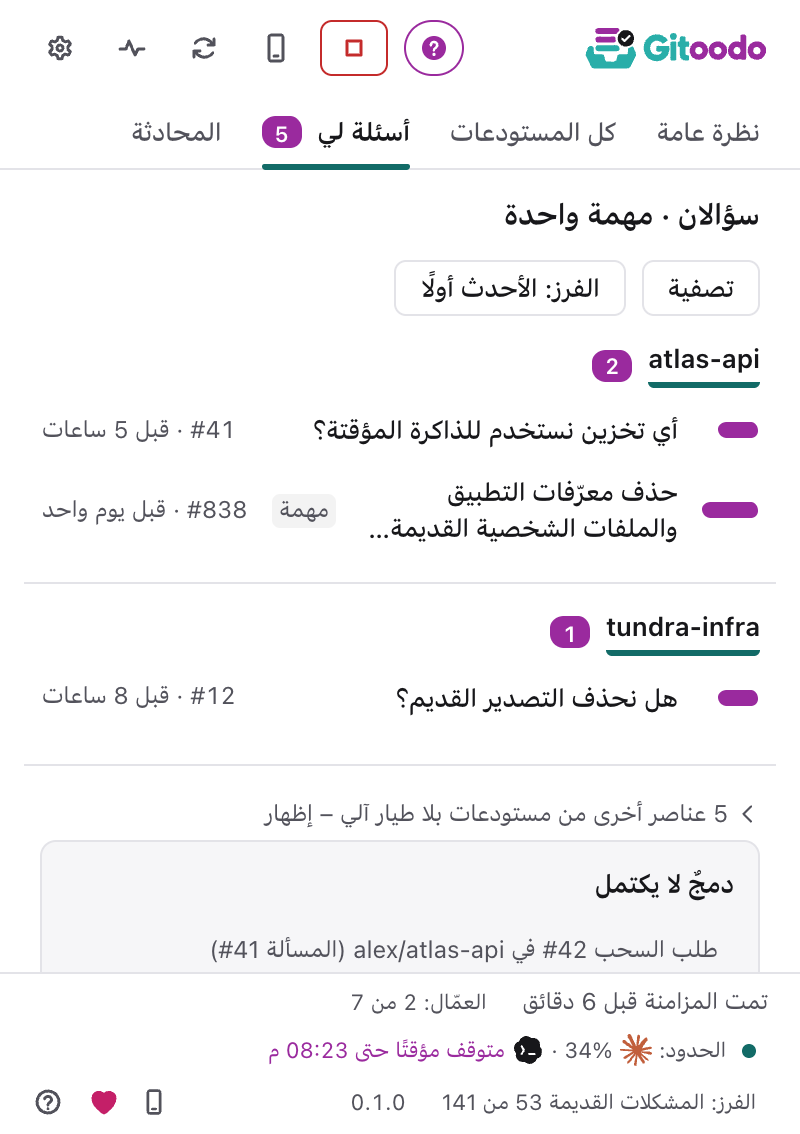 Gitoodo
نظرة عامة
كل المستودعات
أسئلة لي 5
المحادثة
سؤالان · مهمة واحدة
تصفية
الفرز: الأحدث أولًا
atlas-api 2
أي تخزين نستخدم للذاكرة المؤقتة؟
#41 · قبل 5 ساعات
حذف معرّفات التطبيق
والملفات الشخصية القديمة...
مهمة
#838 · قبل يوم واحد
tundra-infra 1
هل نحذف التصدير القديم؟
#12 · قبل 8 ساعات
5 عناصر أخرى من مستودعات بلا طيار آلي – إظهار
دمجٌ لا يكتمل
طلب السحب #42 في alex/atlas-api (المسألة #41)
تمت المزامنة قبل 6 دقائق
العمّال: 2 من 7
الحدود: 34% · متوقف مؤقتًا حتى 08:23 م
الفرز: المشكلات القديمة 53 من 141
0.1.0